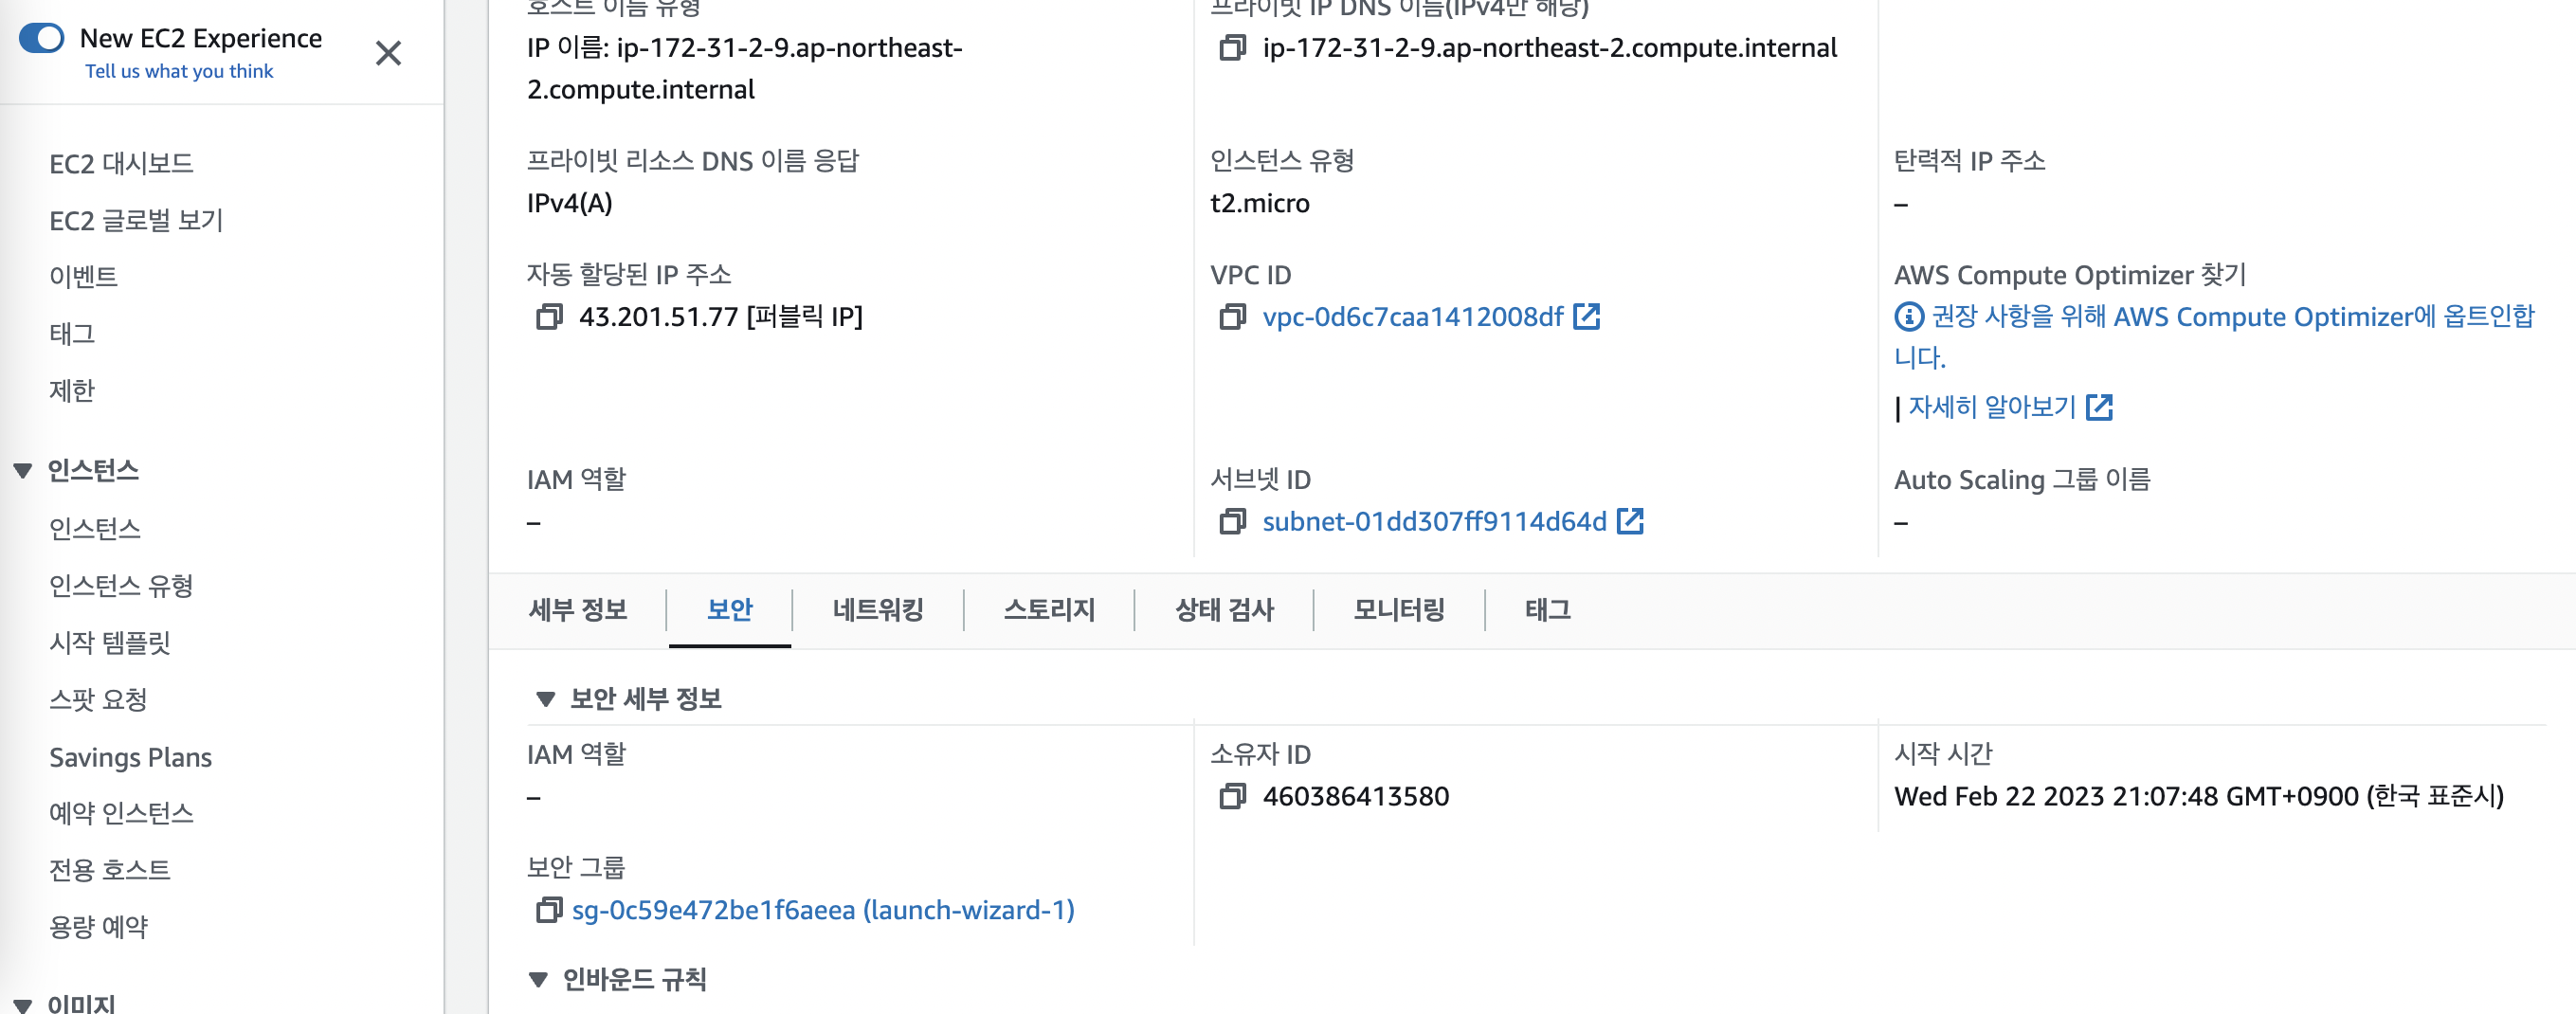 New EC2 Experience
Tell us what you think
EC2 대시보드
EC2 글로벌 보기
이벤트
태그
제한
인스턴스
인스턴스
인스턴스 유형
시작 템플릿
스팟 요청
Savings Plans
예약 인스턴스
전용 호스트
용량 예약
이미지
호스트 이름 유형
IP 이름: ip-172-31-2-9.ap-northeast-
2.compute.internal
프라이빗 IP DNS 이름(IPv4만 해당)
ip-172-31-2-9.ap-northeast-2.compute.internal
프라이빗 리소스 DNS 이름 응답
IPv4(A)
인스턴스 유형
t2.micro
탄력적 IP 주소
–
자동 할당된 IP 주소
43.201.51.77 [퍼블릭 IP]
VPC ID
vpc-0d6c7caa1412008df
AWS Compute Optimizer 찾기
권장 사항을 위해 AWS Compute Optimizer에 옵트인합
니다.
| 자세히 알아보기
IAM 역할
–
서브넷 ID
subnet-01dd307ff9114d64d
Auto Scaling 그룹 이름
–
세부 정보
보안
네트워킹
스토리지
상태 검사
모니터링
태그
보안 세부 정보
IAM 역할
–
소유자 ID
460386413580
시작 시간
Wed Feb 22 2023 21:07:48 GMT+0900 (한국 표준시)
보안 그룹
sg-0c59e472be1f6aeea (launch-wizard-1)
인바운드 규칙